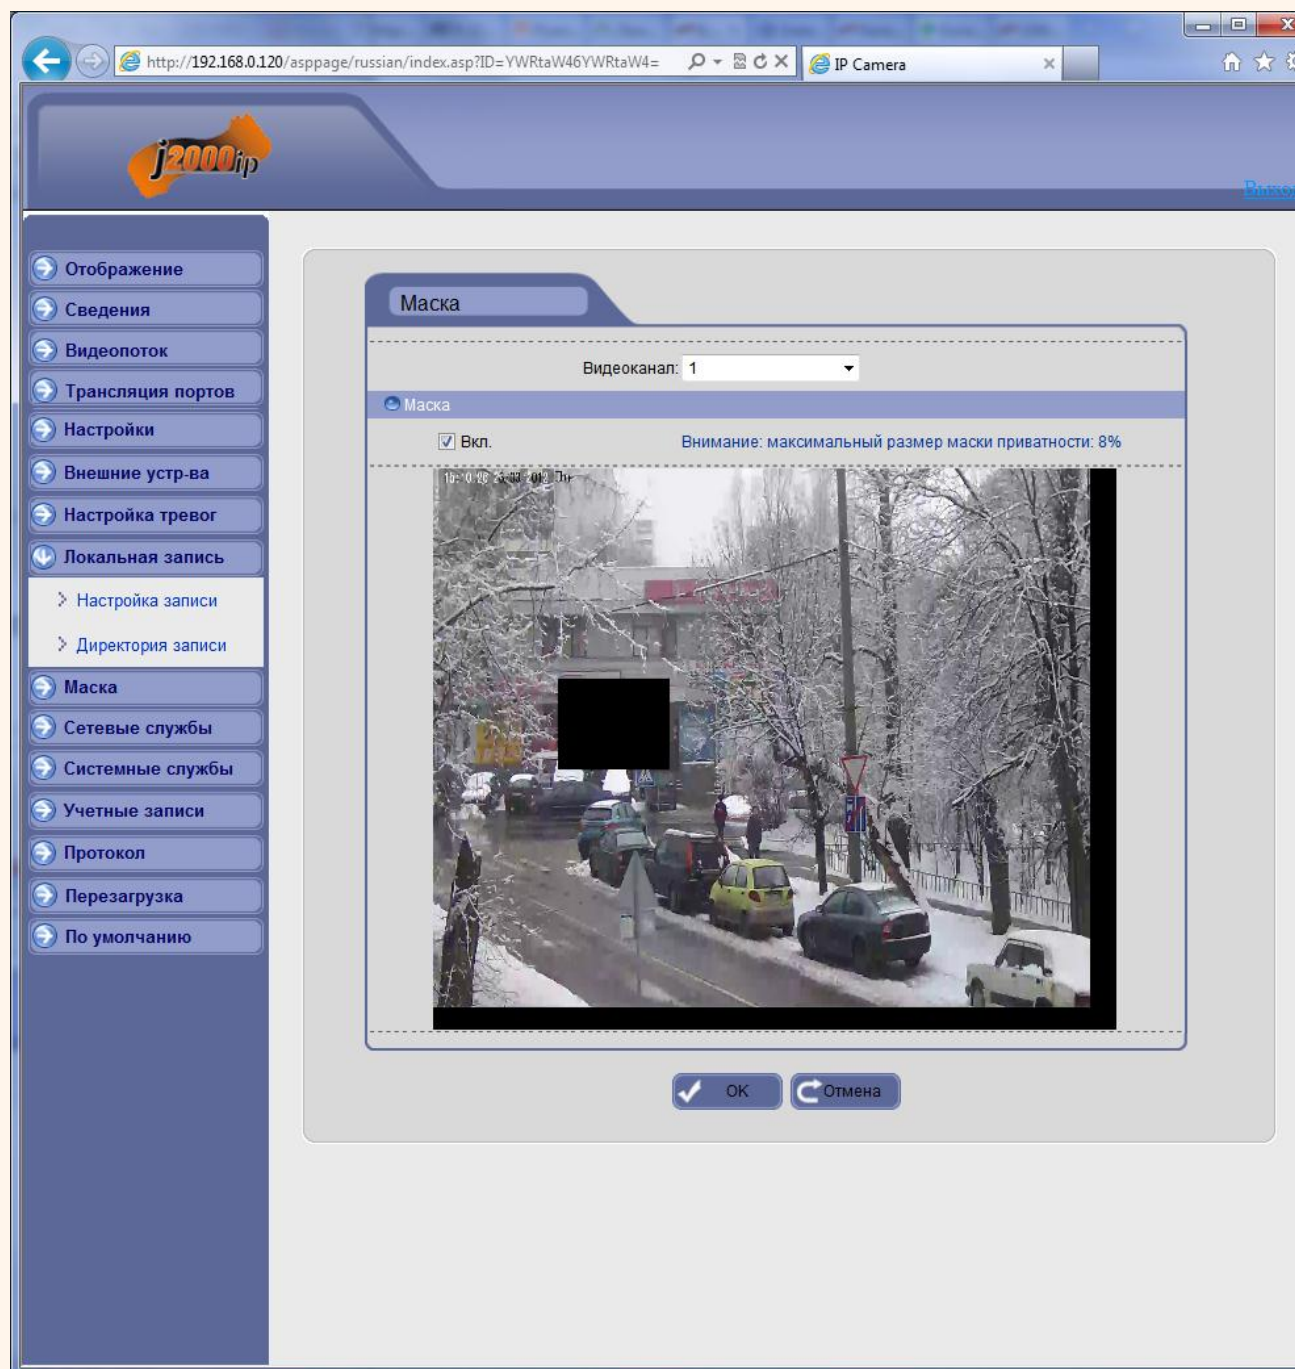 http://192.168.0.120/asppage/russian/index.asp?ID=YWRtaW46YWRtaW4=
IP Camera
j2000ip
Отображение
Сведения
Видеопоток
Трансляция портов
Настройки
Внешние устр-ва
Настройка тревог
Локальная запись
Настройка записи
Директория записи
Маска
Сетевые службы
Системные службы
Учетные записи
Протокол
Перезагрузка
По умолчанию
Маска
Видеоканал: 1
Маска
Вкл. Внимание: максимальный размер маски приватности: 8%
OK Отмена